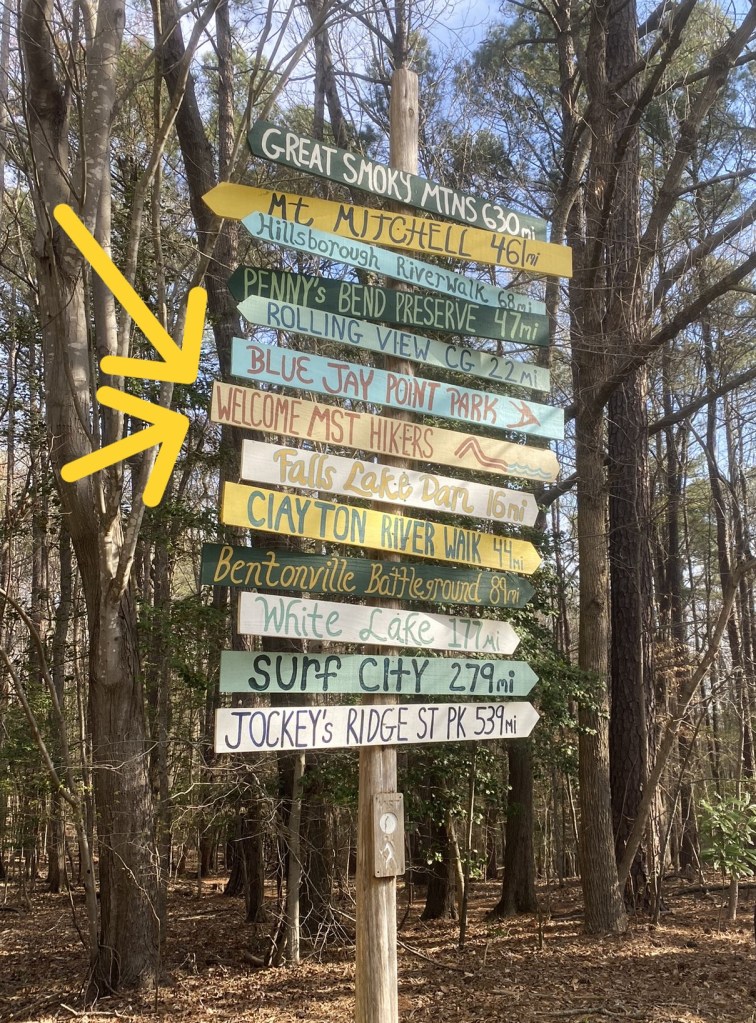 GREAT SMOKY MTNS 630mi
Mt MITCHELL 461mi
Hillsborough Riverwalk 68mi
PENNY's BEND PRESERVE 47mi
ROLLING VIEW CG 22mi
BLUE JAY POINT PARK
WELCOME MST HIKERS
Falls Lake Dam 16mi
ClAYTON RIVER WAlK 44mi
Bentonville Battleground 89mi
White Lake 177mi
SURF CITY 279mi
JOCKEY's RIDGE ST PK 539mi